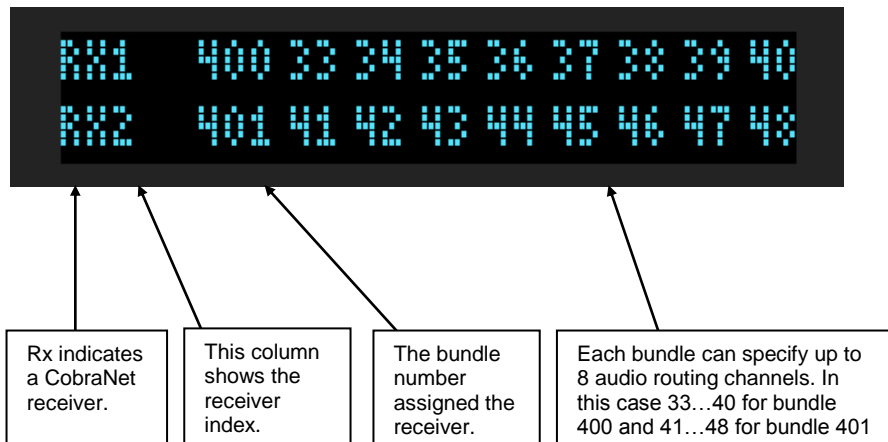 RX1 400 33 34 35 36 37 38 39 40
RX2 401 41 42 43 44 45 46 47 48
Rx indicates
a CobraNet
receiver.
This column
shows the
receiver
index.
The bundle
number
assigned the
receiver.
Each bundle can specify up to
8 audio routing channels. In
this case 33…40 for bundle
400 and 41…48 for bundle 401